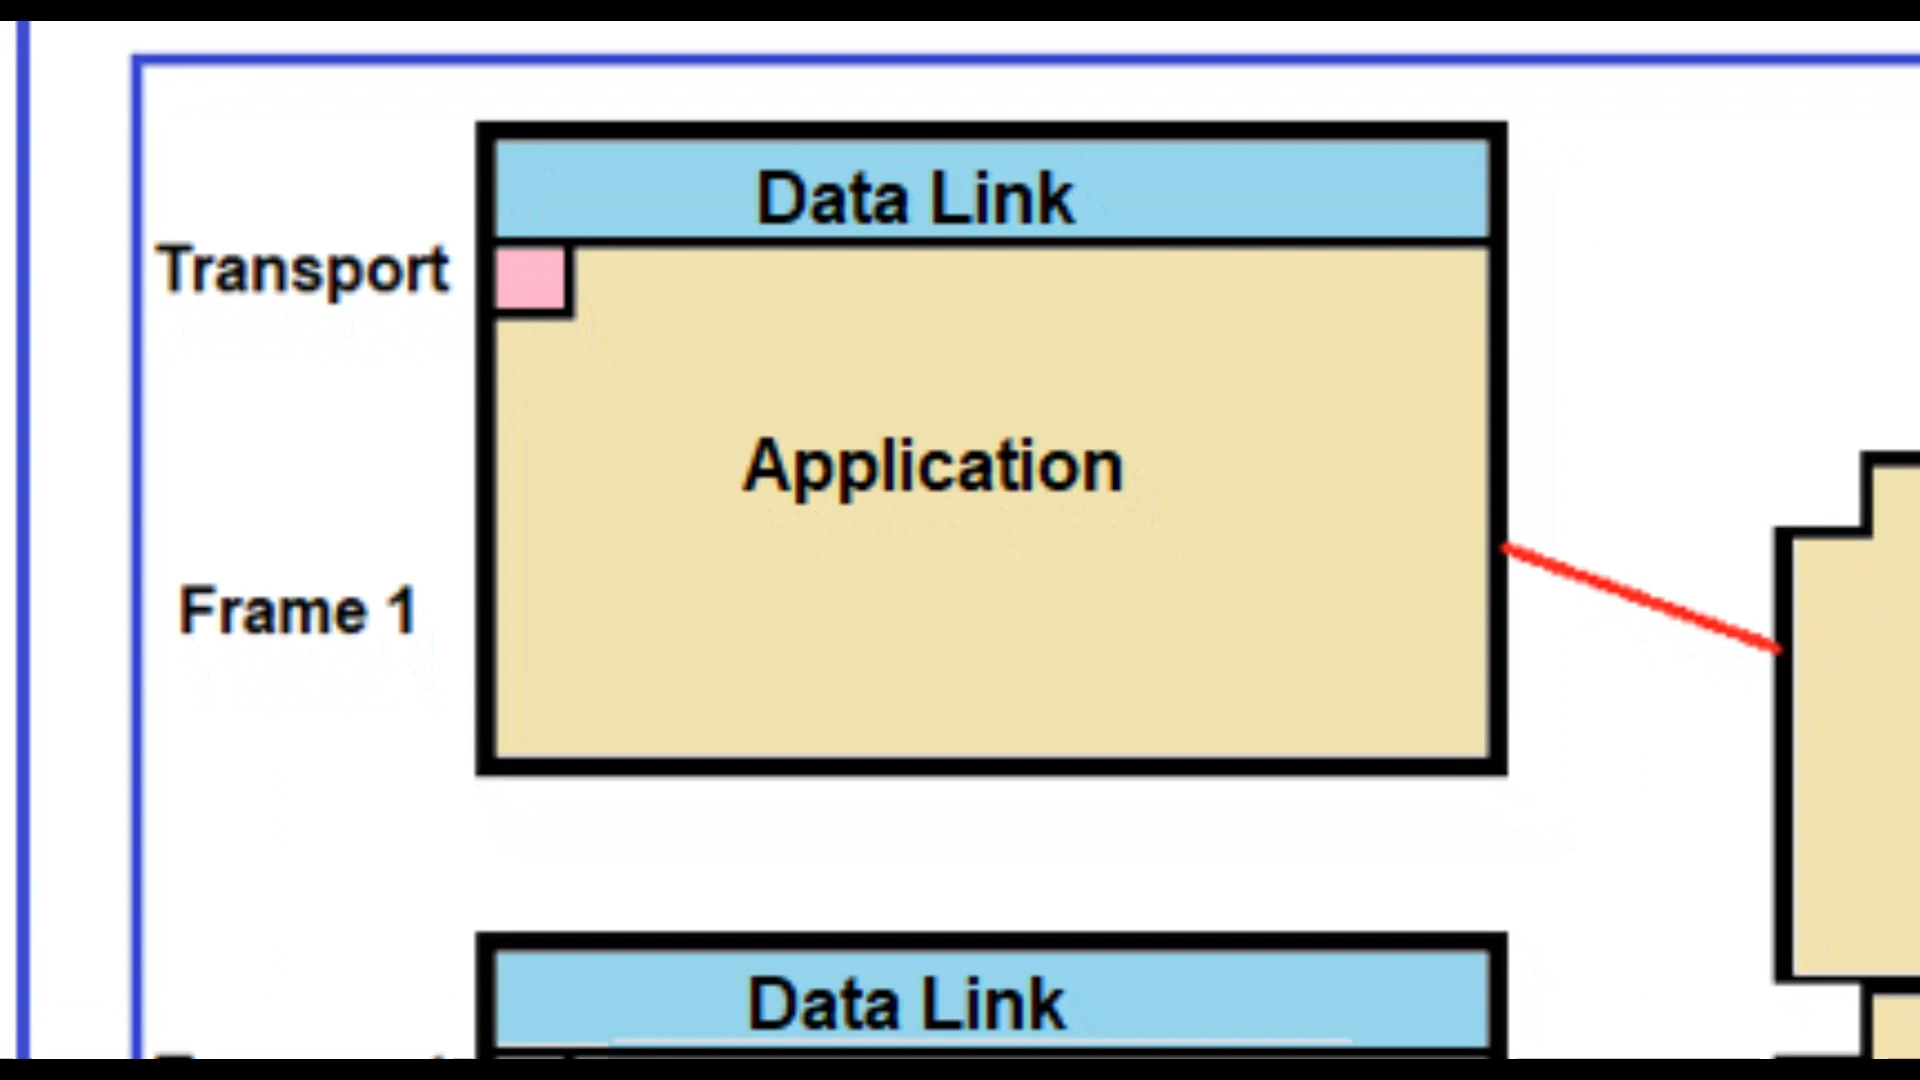 Data Link
Transport
Application
Frame 1
Data Link